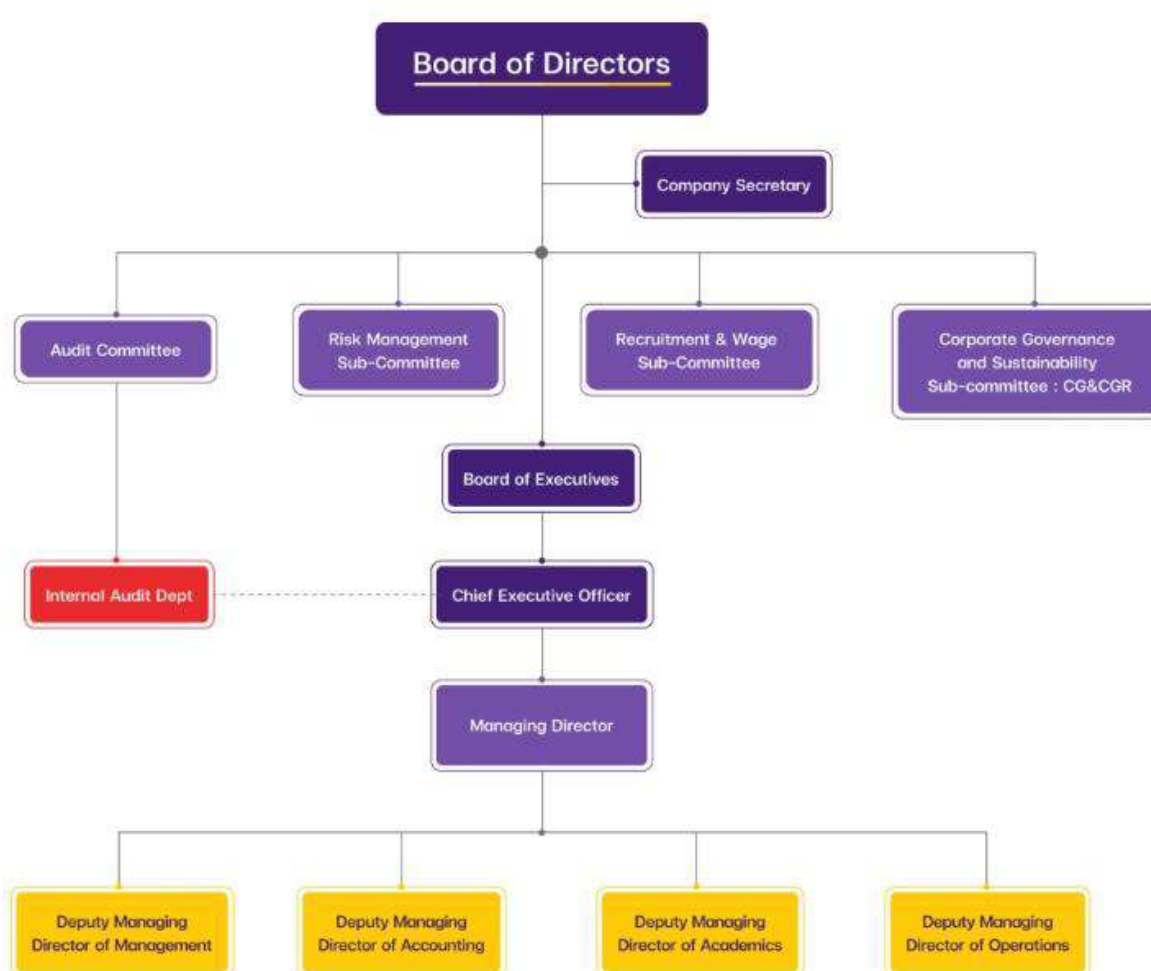 Board of Directors
Company Secretary
Audit Committee
Risk Management
Sub-Committee
Recruitment & Wage
Sub-Committee
Corporate Governance
and Sustainability
Sub-committee : CG&CGR
Board of Executives
Internal Audit Dept
Chief Executive Officer
Managing Director
Deputy Managing
Director of Management
Deputy Managing
Director of Accounting
Deputy Managing
Director of Academics
Deputy Managing
Director of Operations